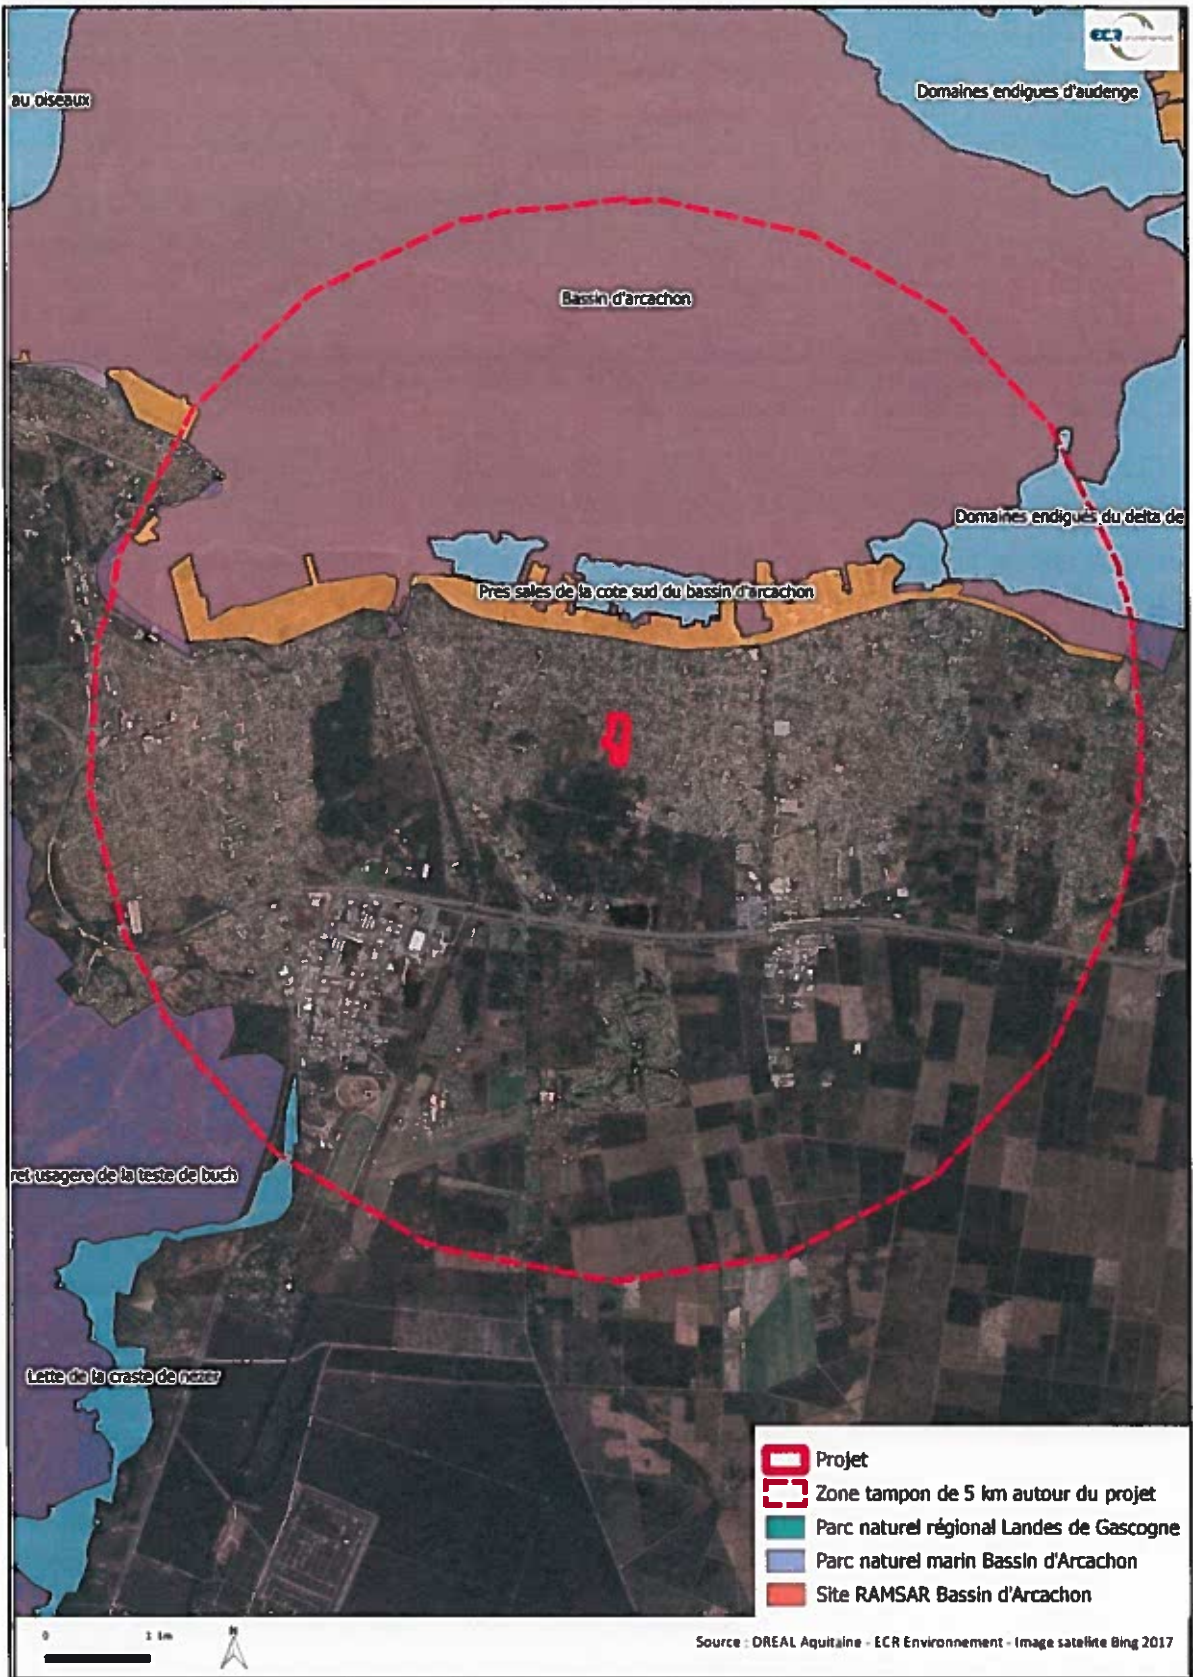 ECR environnement
au oiseaux
Domaines endigues d'audenge
Bassin d'arcachon
Domaines endigues du delta de
Pres sales de la cote sud du bassin d'arcachon
ret usagere de la teste de buch
Lette de la craste de nezer
Projet
Zone tampon de 5 km autour du projet
Parc naturel régional Landes de Gascogne
Parc naturel marin Bassin d'Arcachon
Site RAMSAR Bassin d'Arcachon
0 1 km
N
Source : DREAL Aquitaine - ECR Environnement - Image satellite Bing 2017